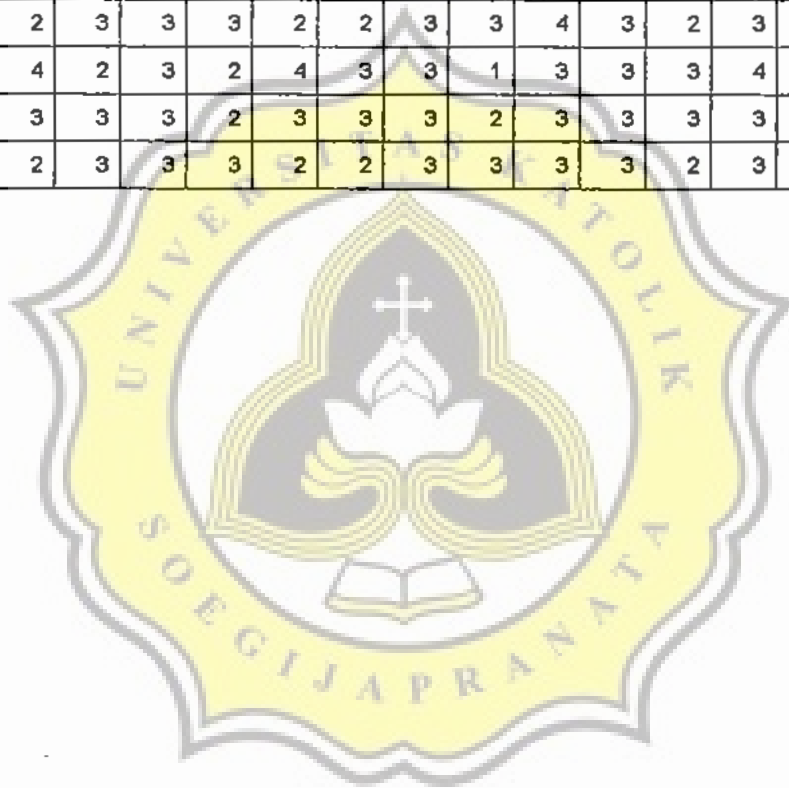 2 3 3 3 2 2 3 3 4 3 2 3
4 2 3 2 4 3 3 1 3 3 3 4
3 3 3 2 3 3 3 2 3 3 3 3
2 3 3 3 2 2 3 3 3 3 2 3
UNIVERSITAS KATOLIK
SOEGIJAPRANATA